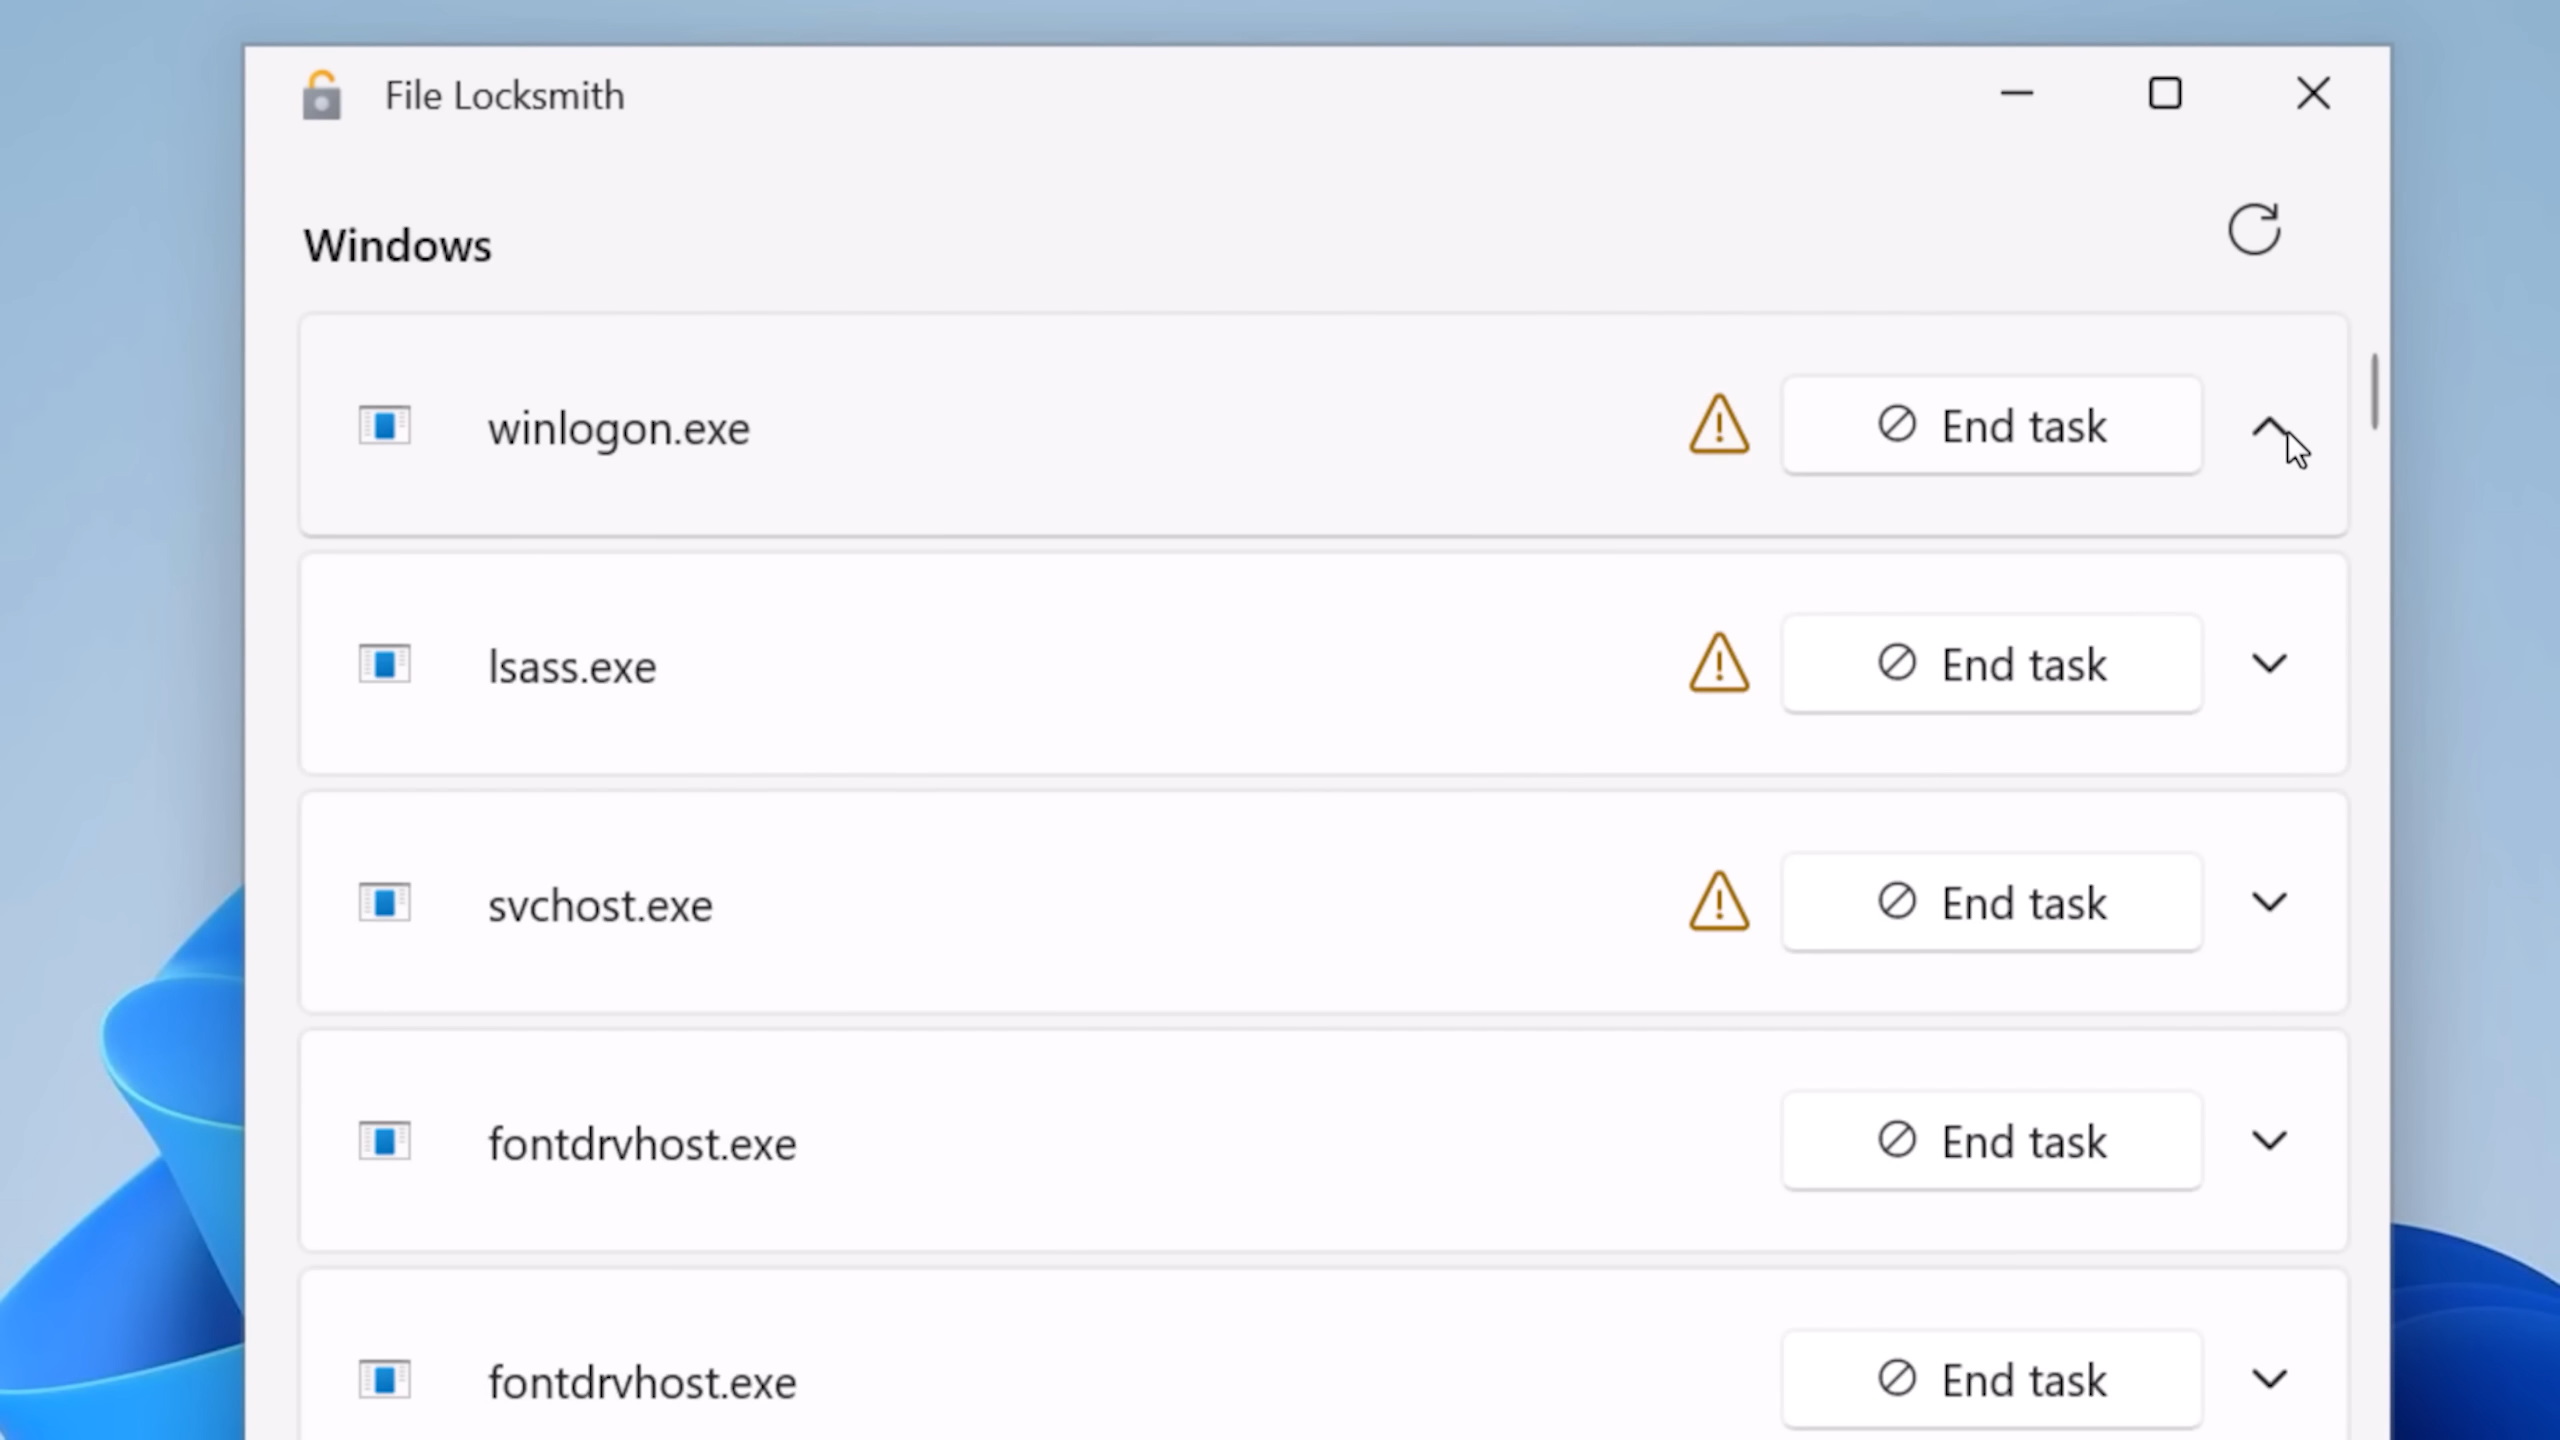 File Locksmith
Windows
winlogon.exe
End task
lsass.exe
End task
svchost.exe
End task
fontdrvhost.exe
End task
fontdrvhost.exe
End task